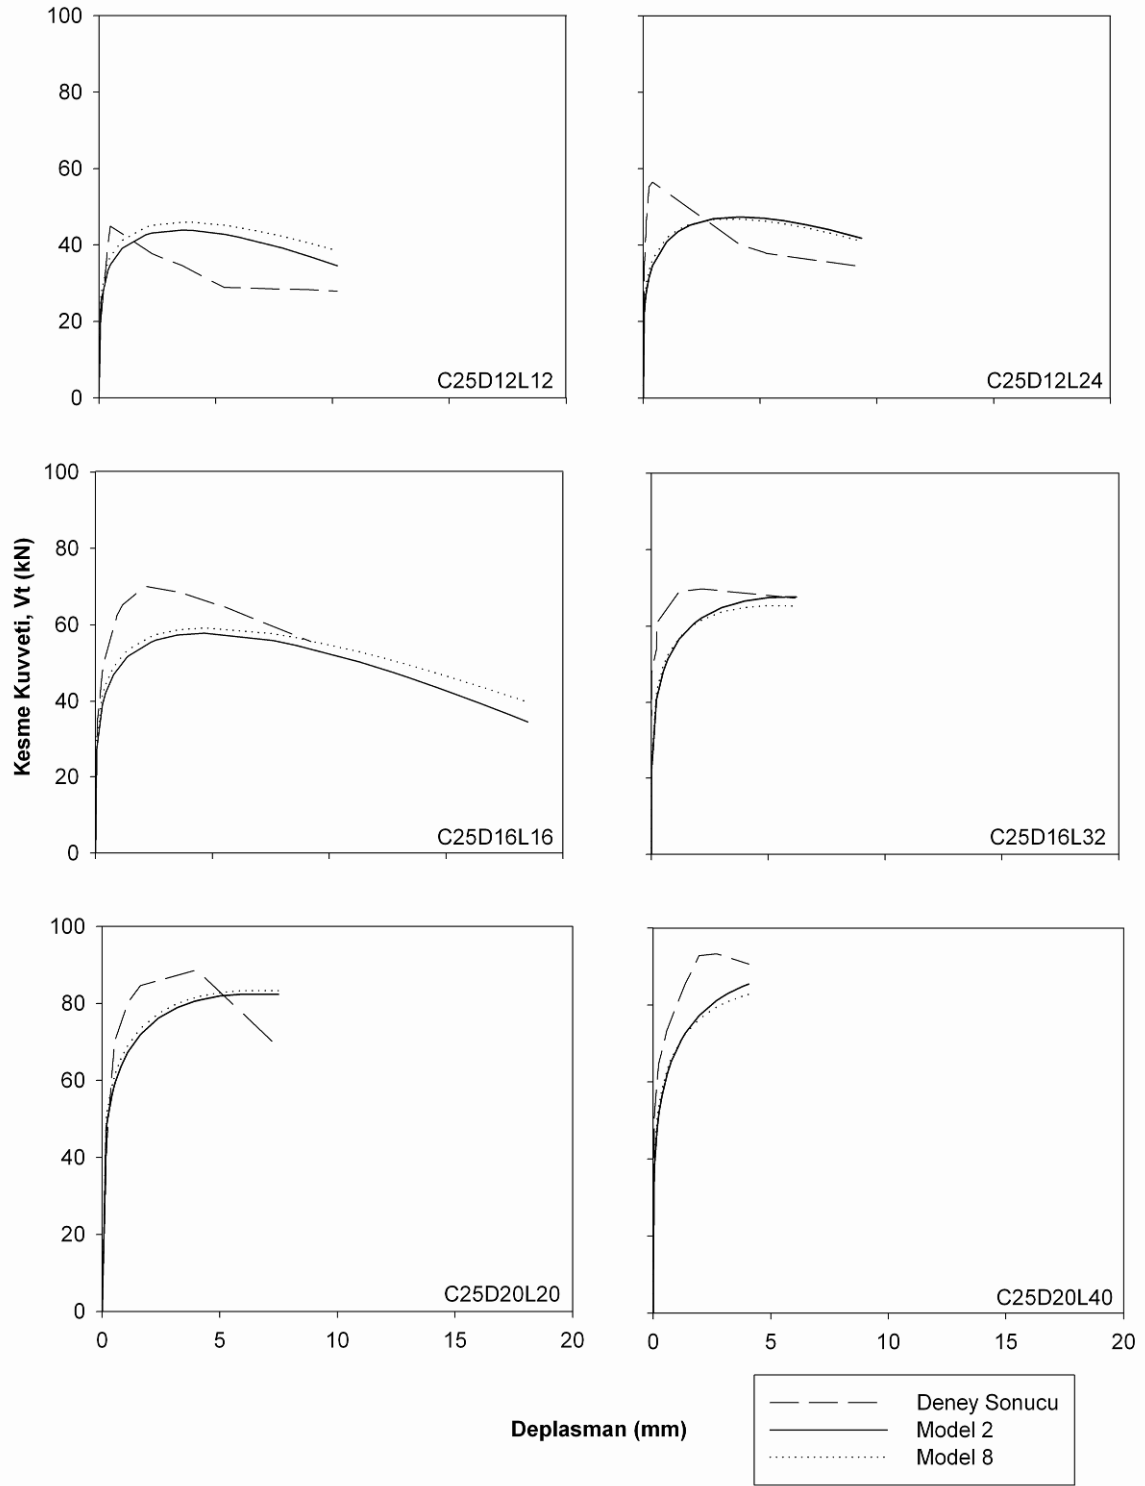 100
80
60
40
20
0
C25D12L12
C25D12L24
Kesme Kuvveti, Vt (kN)
100
80
60
40
20
0
C25D16L16
C25D16L32
100
80
60
40
20
0
C25D20L20
C25D20L40
0 5 10 15 20
0 5 10 15 20
Deplasman (mm)
Deney Sonucu
Model 2
Model 8